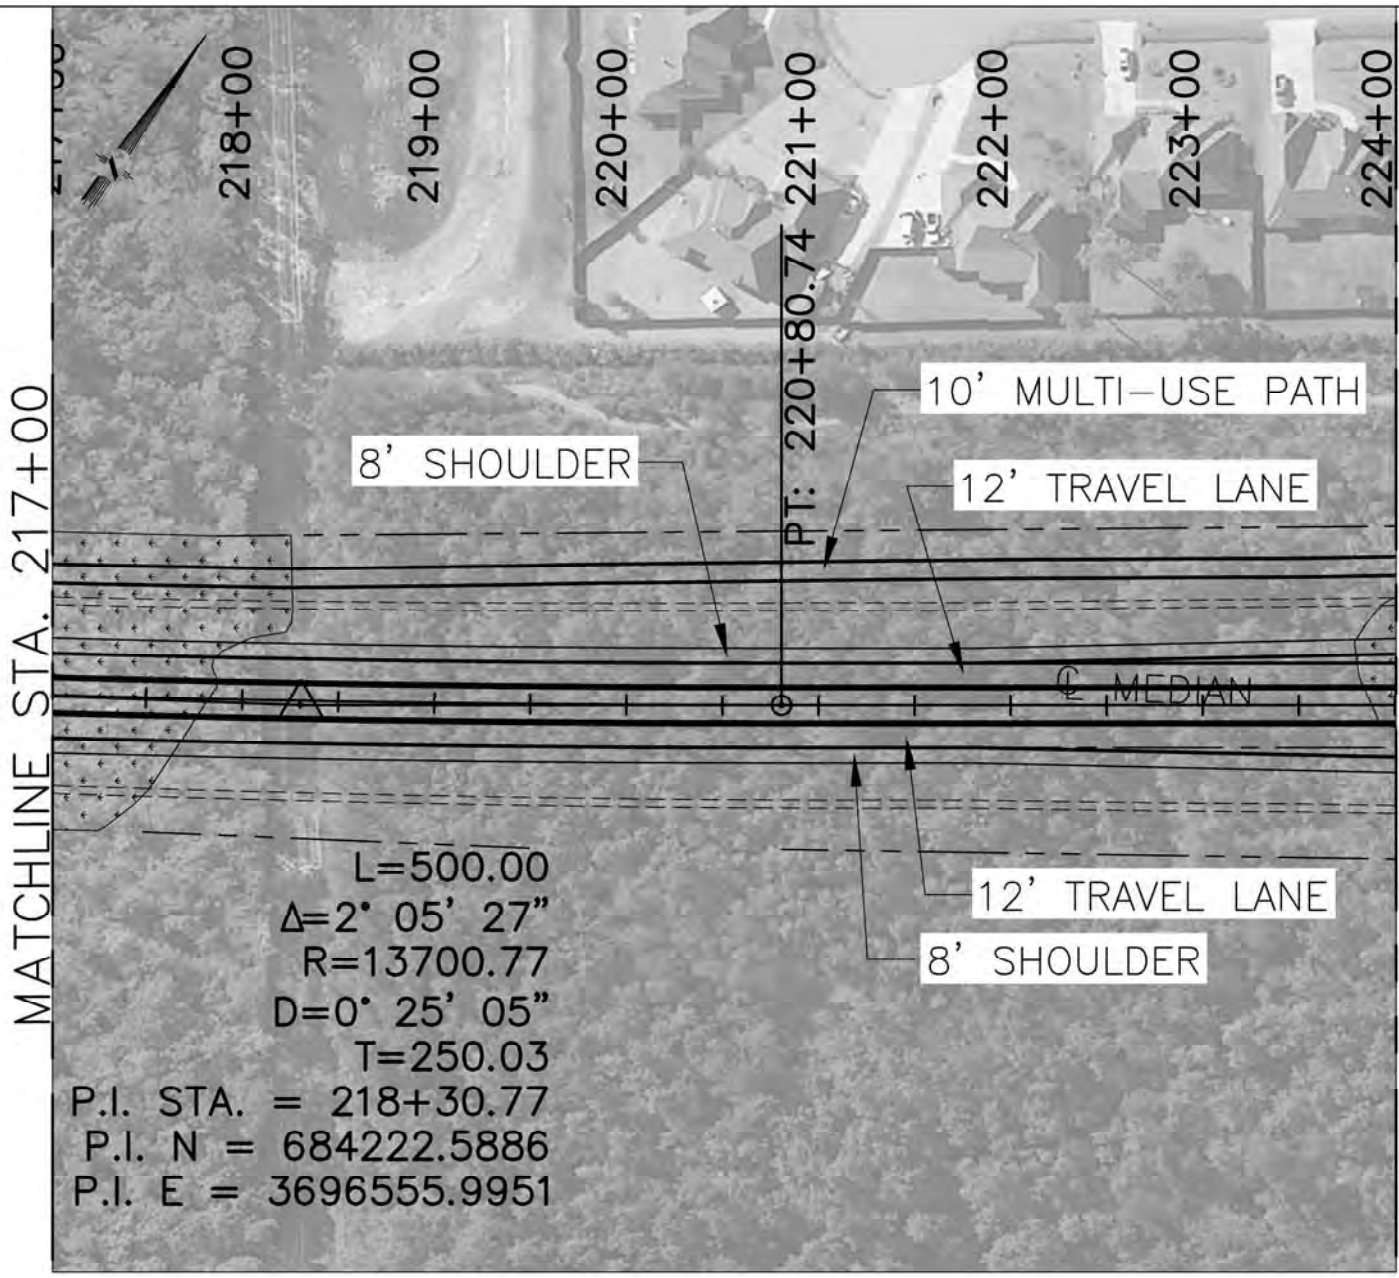 218+00
219+00
220+00
221+00
222+00
223+00
224+00
PT: 220+80.74
MATCHLINE STA. 217+00
10' MULTI-USE PATH
8' SHOULDER
12' TRAVEL LANE
℄ MEDIAN
12' TRAVEL LANE
8' SHOULDER
L=500.00
Δ=2° 05' 27"
R=13700.77
D=0° 25' 05"
T=250.03
P.I. STA. = 218+30.77
P.I. N = 684222.5886
P.I. E = 3696555.9951